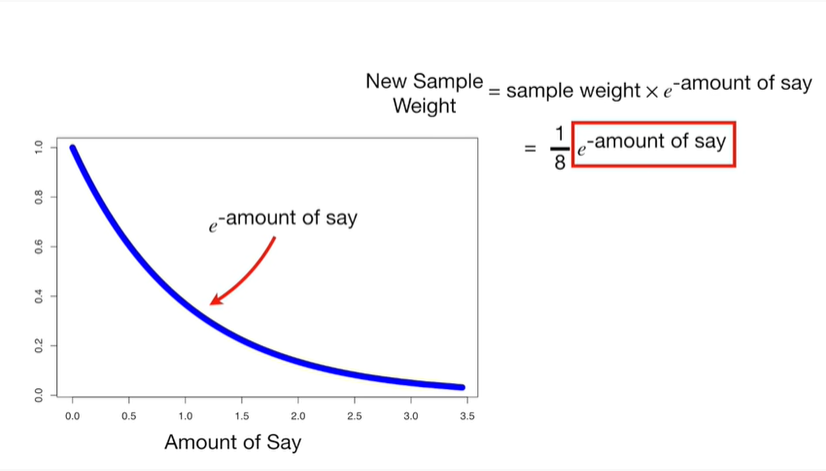 New Sample Weight = sample weight × e^-amount of say
= 1/8 e^-amount of say
e^-amount of say
1.0
0.8
0.6
0.4
0.2
0.0
0.0 0.5 1.0 1.5 2.0 2.5 3.0 3.5
Amount of Say